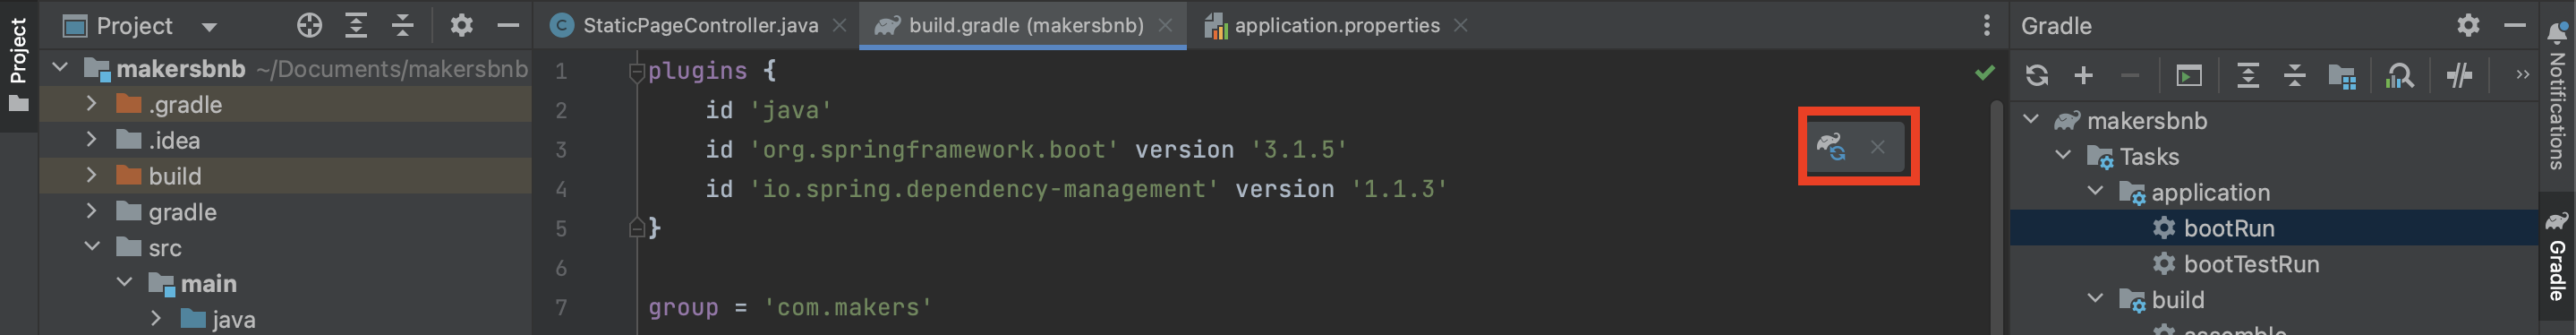 Project
Project
makersbnb ~/Documents/makersbnb
.gradle
.idea
build
gradle
src
main
java
StaticPageController.java
build.gradle (makersbnb)
application.properties
1 plugins {
2 id 'java'
3 id 'org.springframework.boot' version '3.1.5'
4 id 'io.spring.dependency-management' version '1.1.3'
5 }
6
7 group = 'com.makers'
Gradle
makersbnb
Tasks
application
bootRun
bootTestRun
build
assemble
Notifications
Gradle